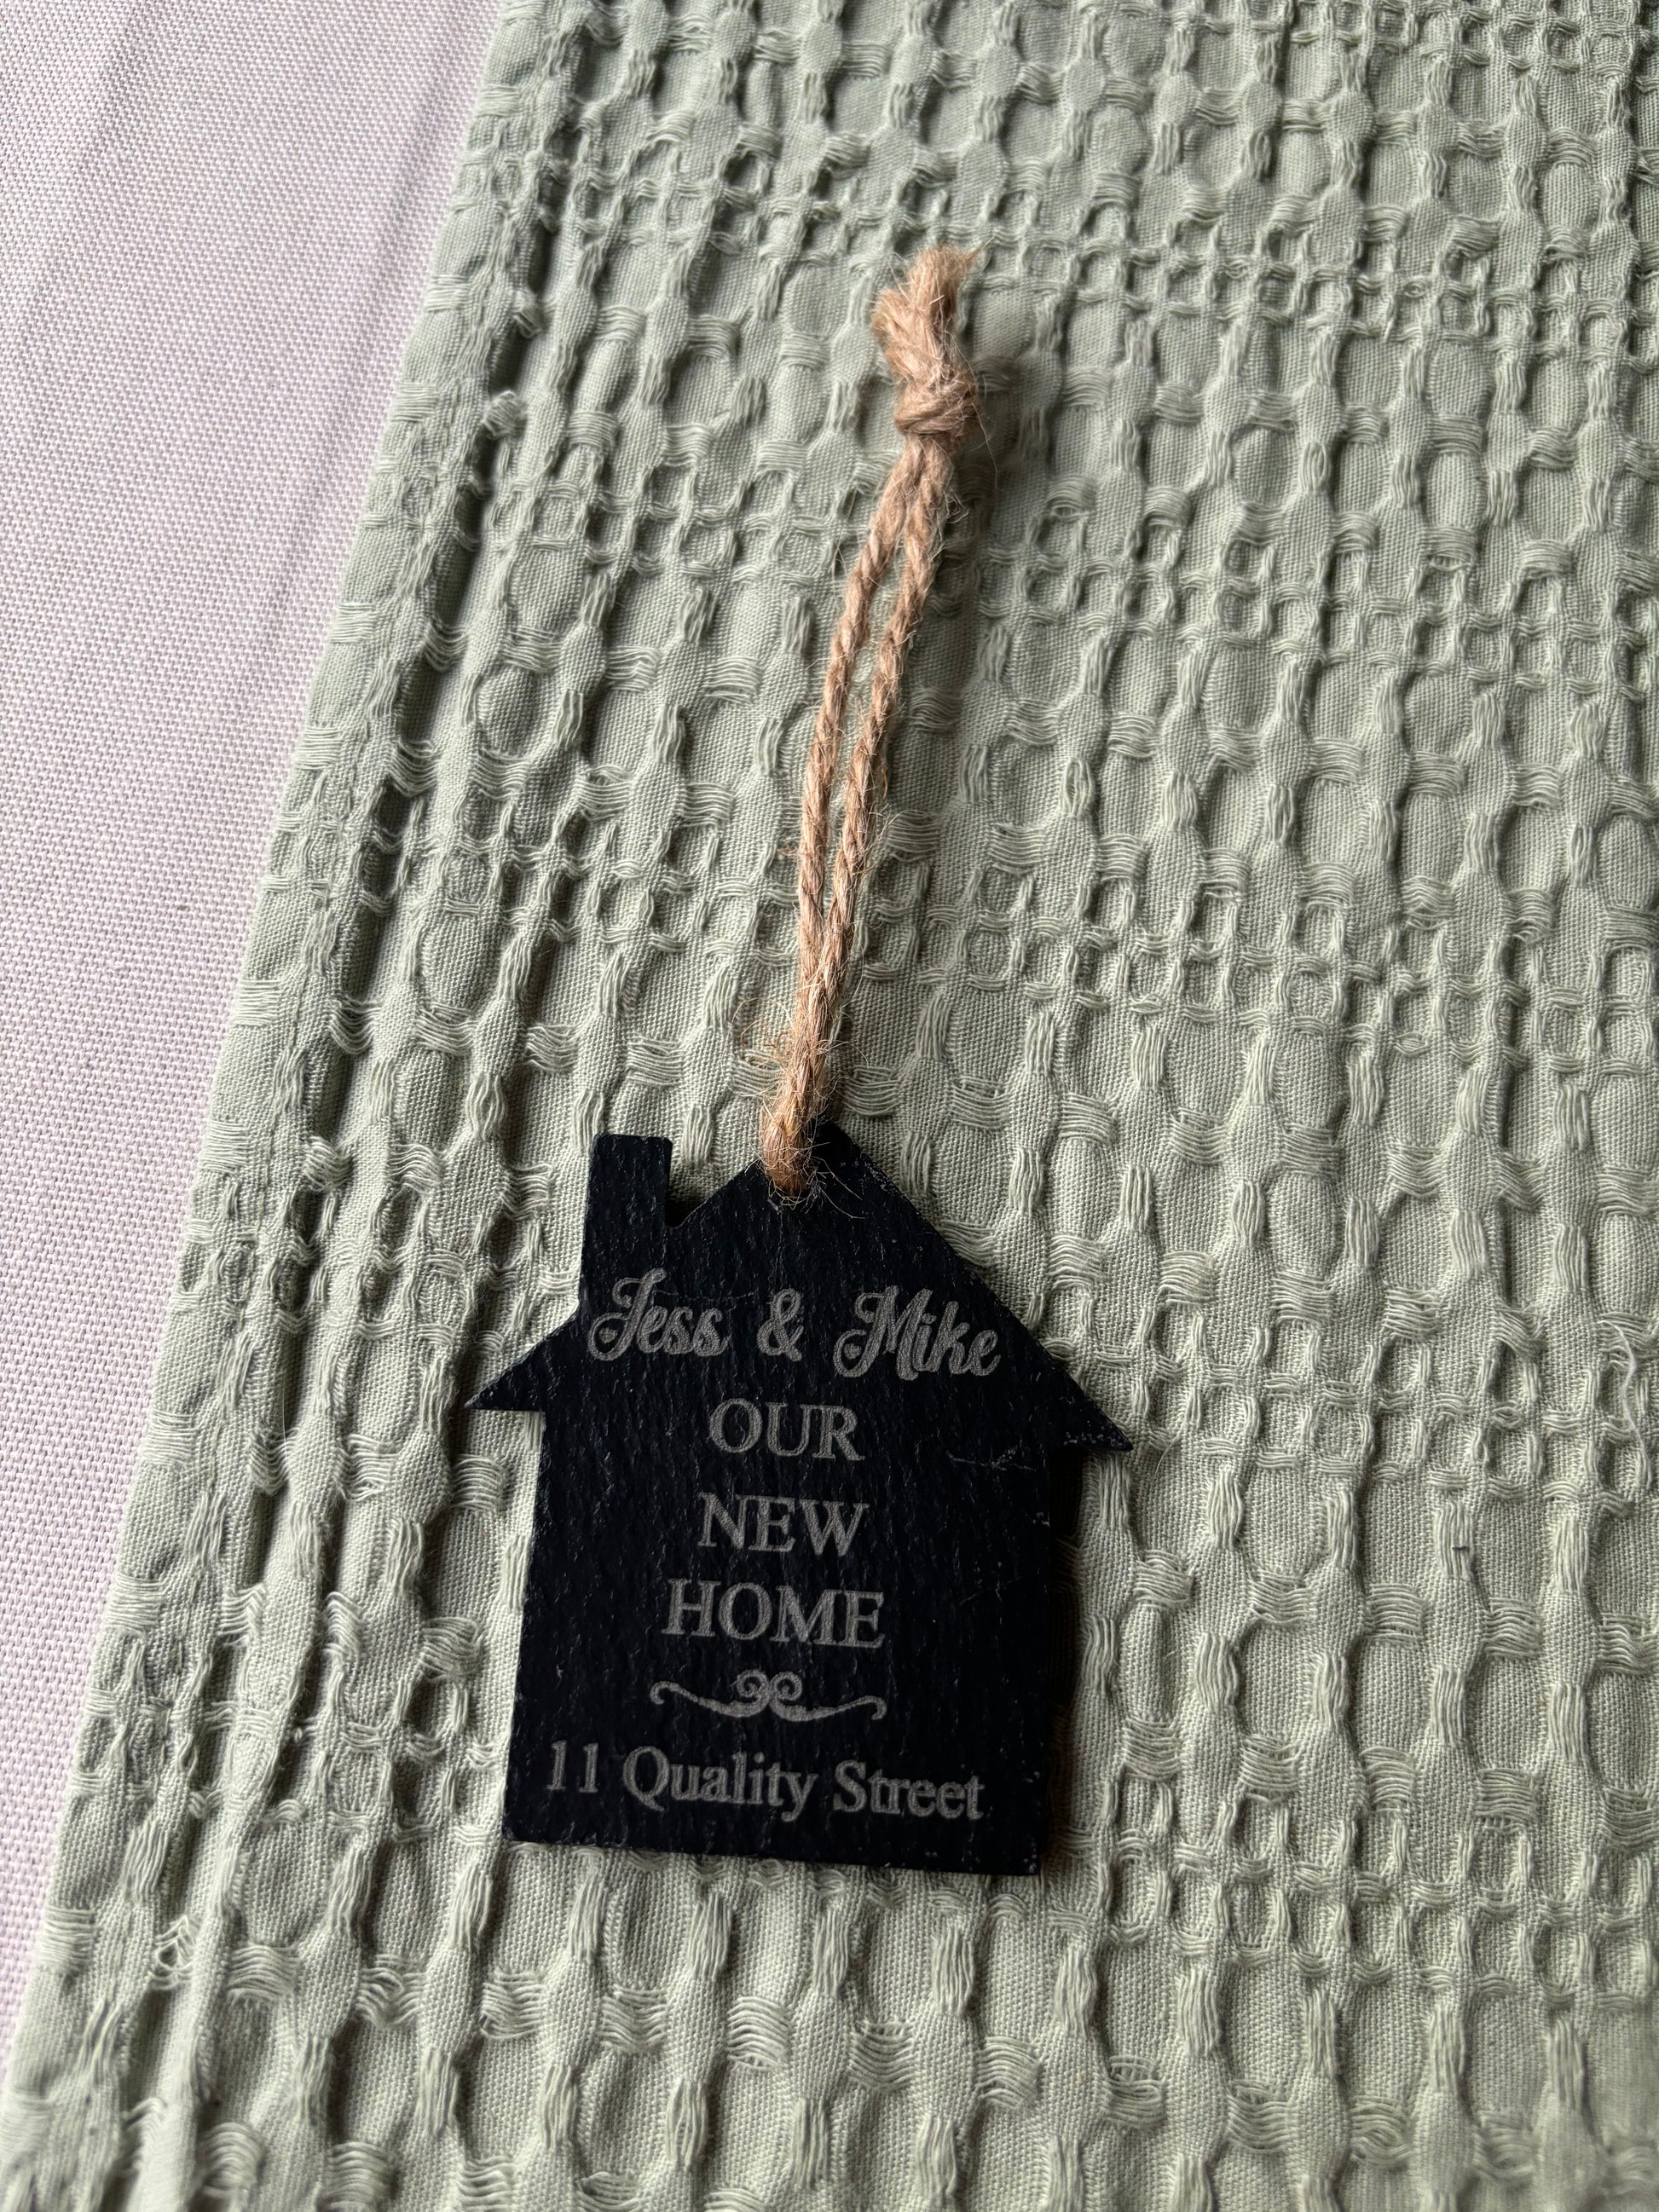 Jess & Mike
OUR
NEW
HOME
11 Quality Street